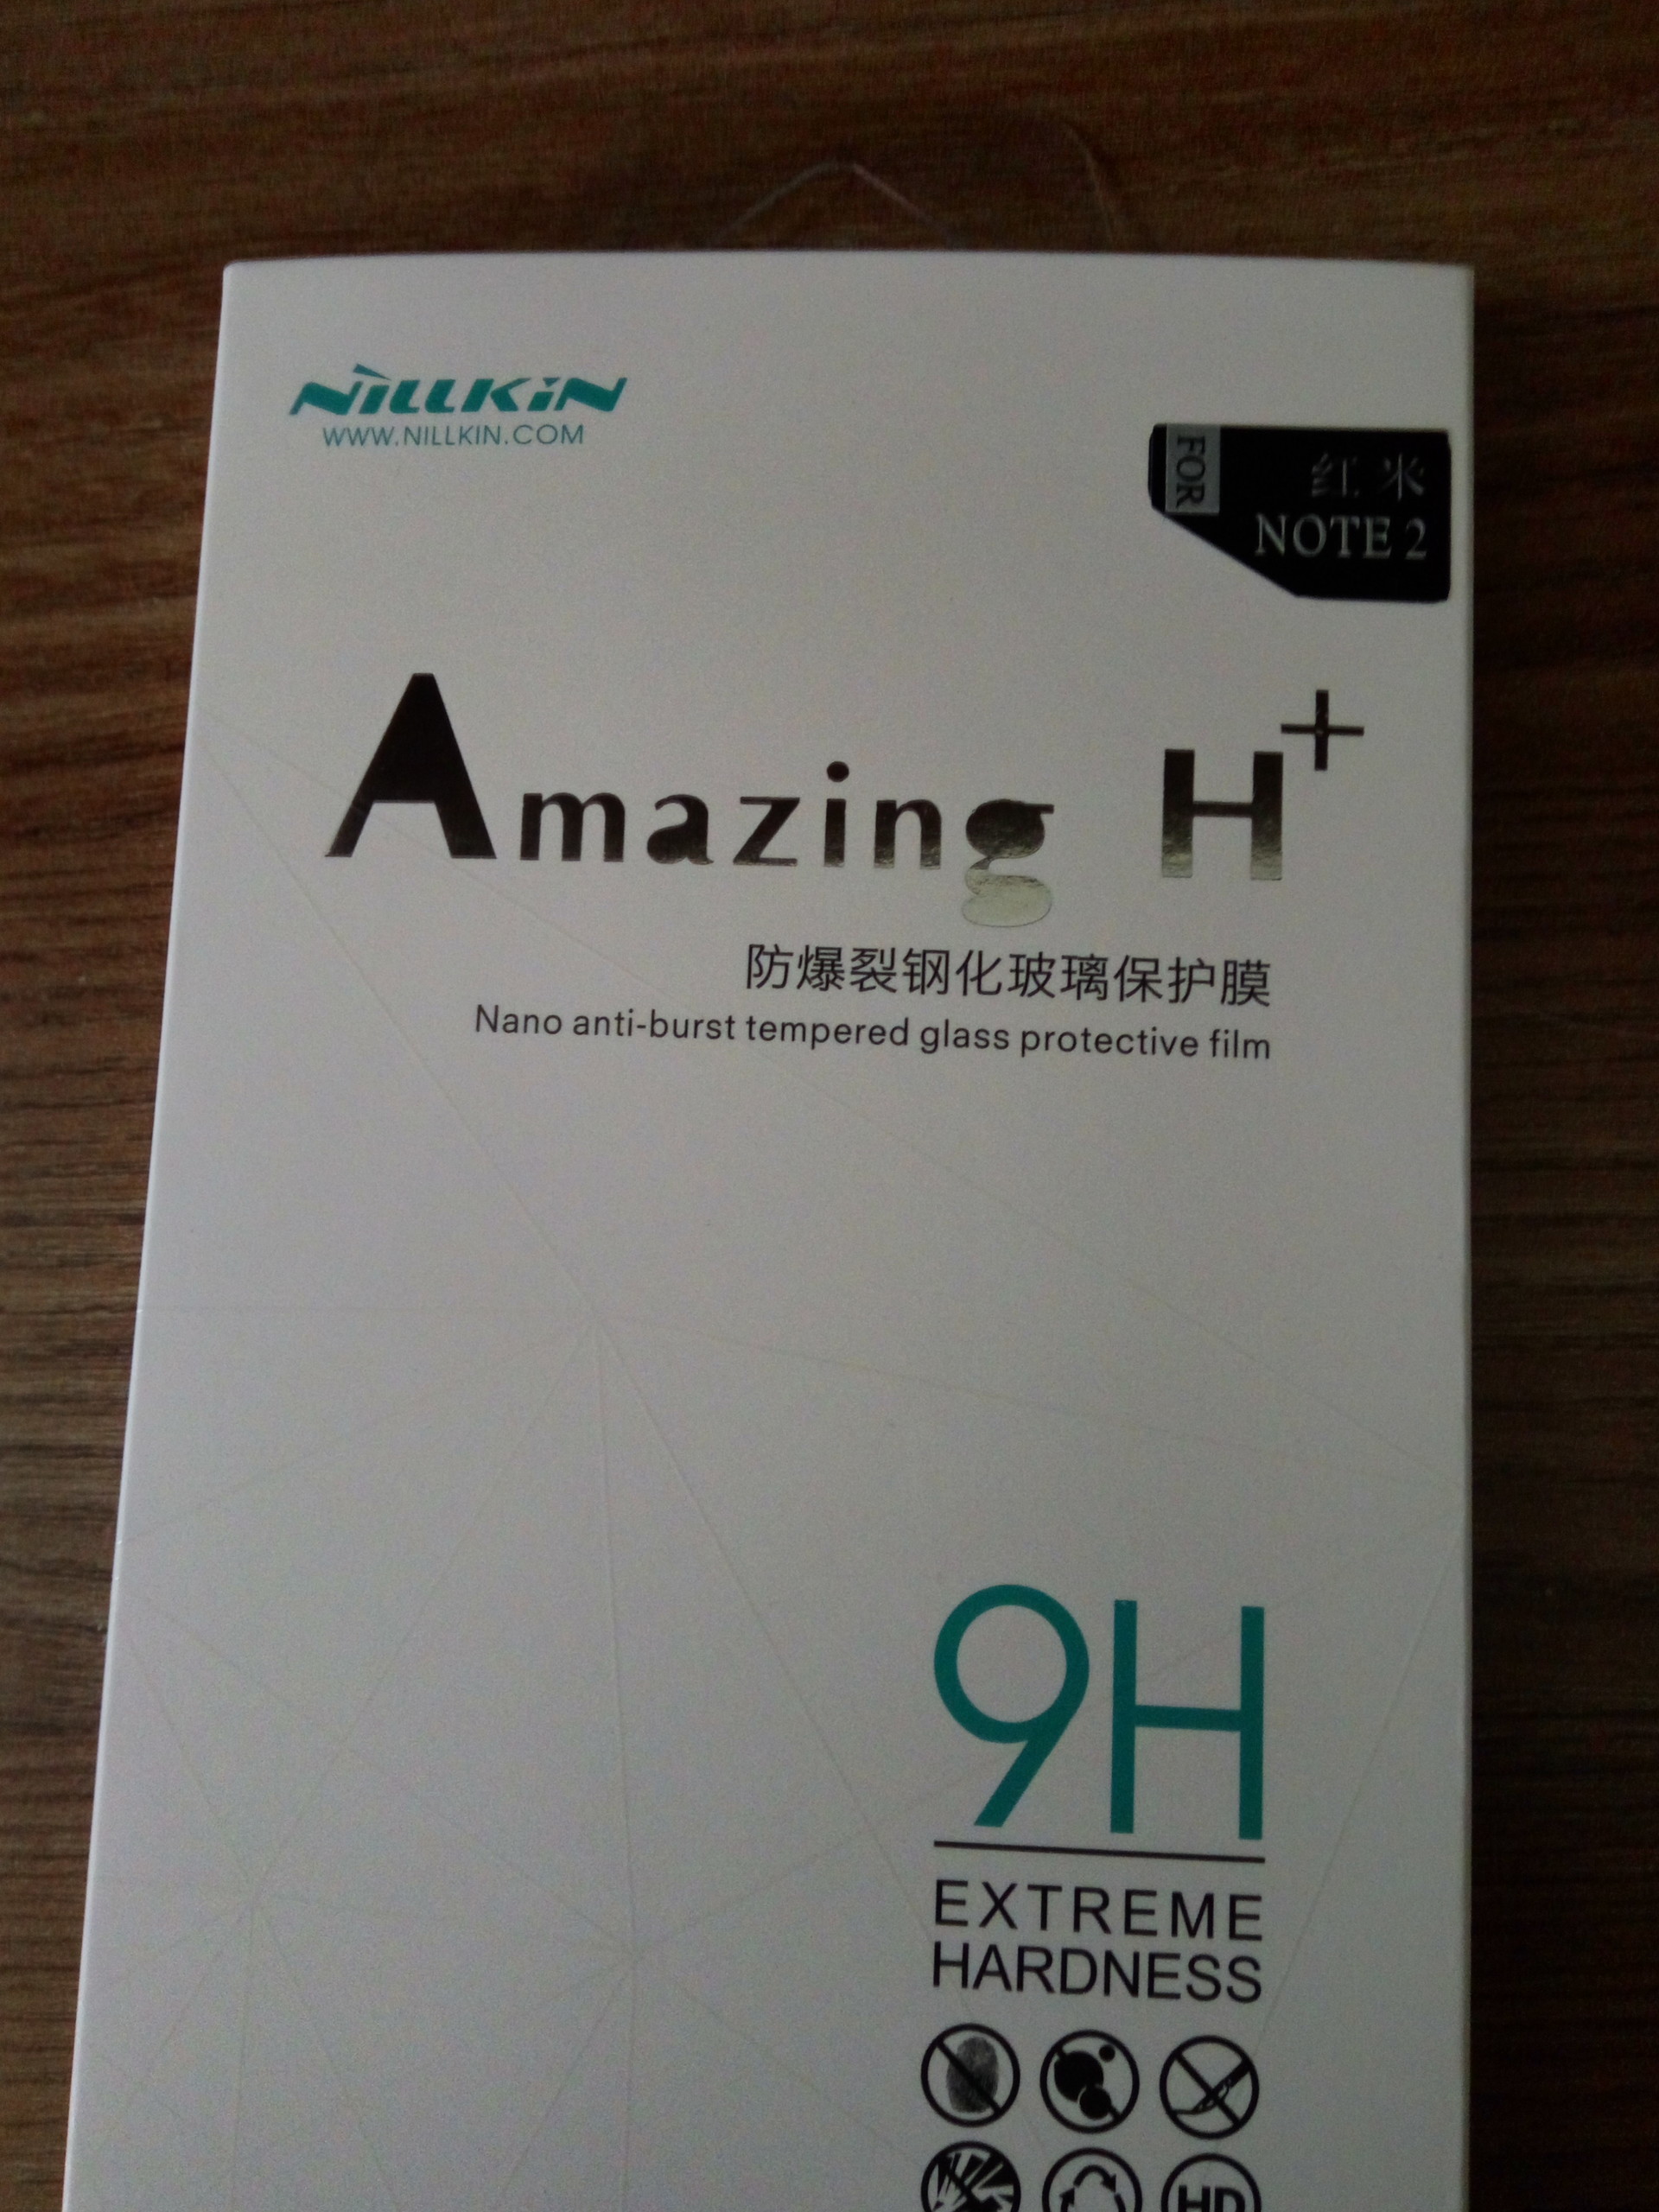 NiLLKiN
WWW.NILLKIN.COM
FOR
红米
NOTE 2
Amazing H+
防爆裂钢化玻璃保护膜
Nano anti-burst tempered glass protective film
9H
EXTREME
HARDNESS
HD